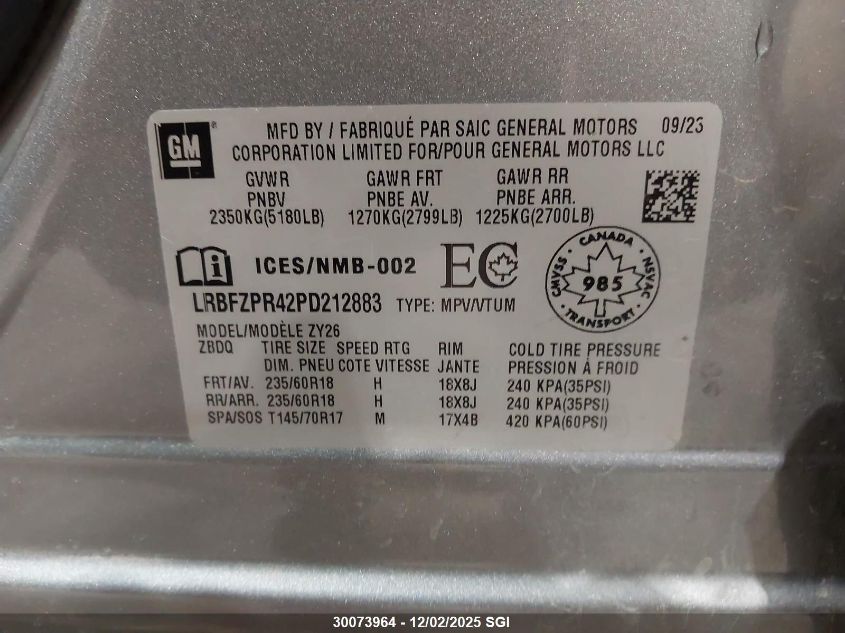 GM
MFD BY / FABRIQUÉ PAR SAIC GENERAL MOTORS 09/23
CORPORATION LIMITED FOR/POUR GENERAL MOTORS LLC
GVWR GAWR FRT GAWR RR
PNBV PNBE AV. PNBE ARR.
2350KG(5180LB) 1270KG(2799LB) 1225KG(2700LB)
ICES/NMB-002 EC
CANADA
CMVSS 985 NSVAC
TRANSPORT
LRBFZPR42PD212883 TYPE: MPV/VTUM
MODEL/MODÈLE ZY26
ZBDQ TIRE SIZE SPEED RTG RIM COLD TIRE PRESSURE
DIM. PNEU COTE VITESSE JANTE PRESSION À FROID
FRT/AV. 235/60R18 H 18X8J 240 KPA(35PSI)
RR/ARR. 235/60R18 H 18X8J 240 KPA(35PSI)
SPA/SOS T145/70R17 M 17X4B 420 KPA(60PSI)
30073964 - 12/02/2025 SGI